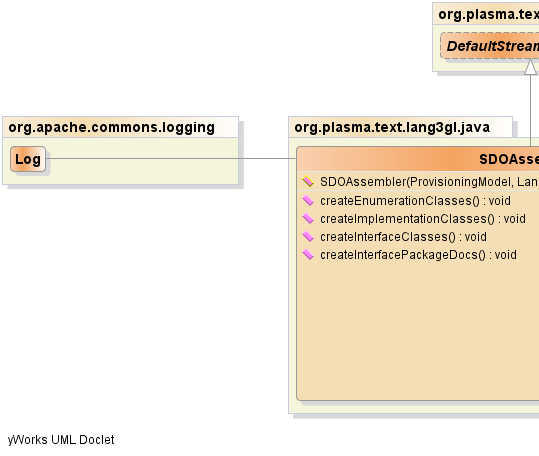 org.plasma.tex
DefaultStream
org.apache.commons.logging
Log
org.plasma.text.lang3gl.java
SDOAsse
SDOAssembler(ProvisioningModel, Lan
createEnumerationClasses() : void
createImplementationClasses() : void
createInterfaceClasses() : void
createInterfacePackageDocs() : void
yWorks UML Doclet